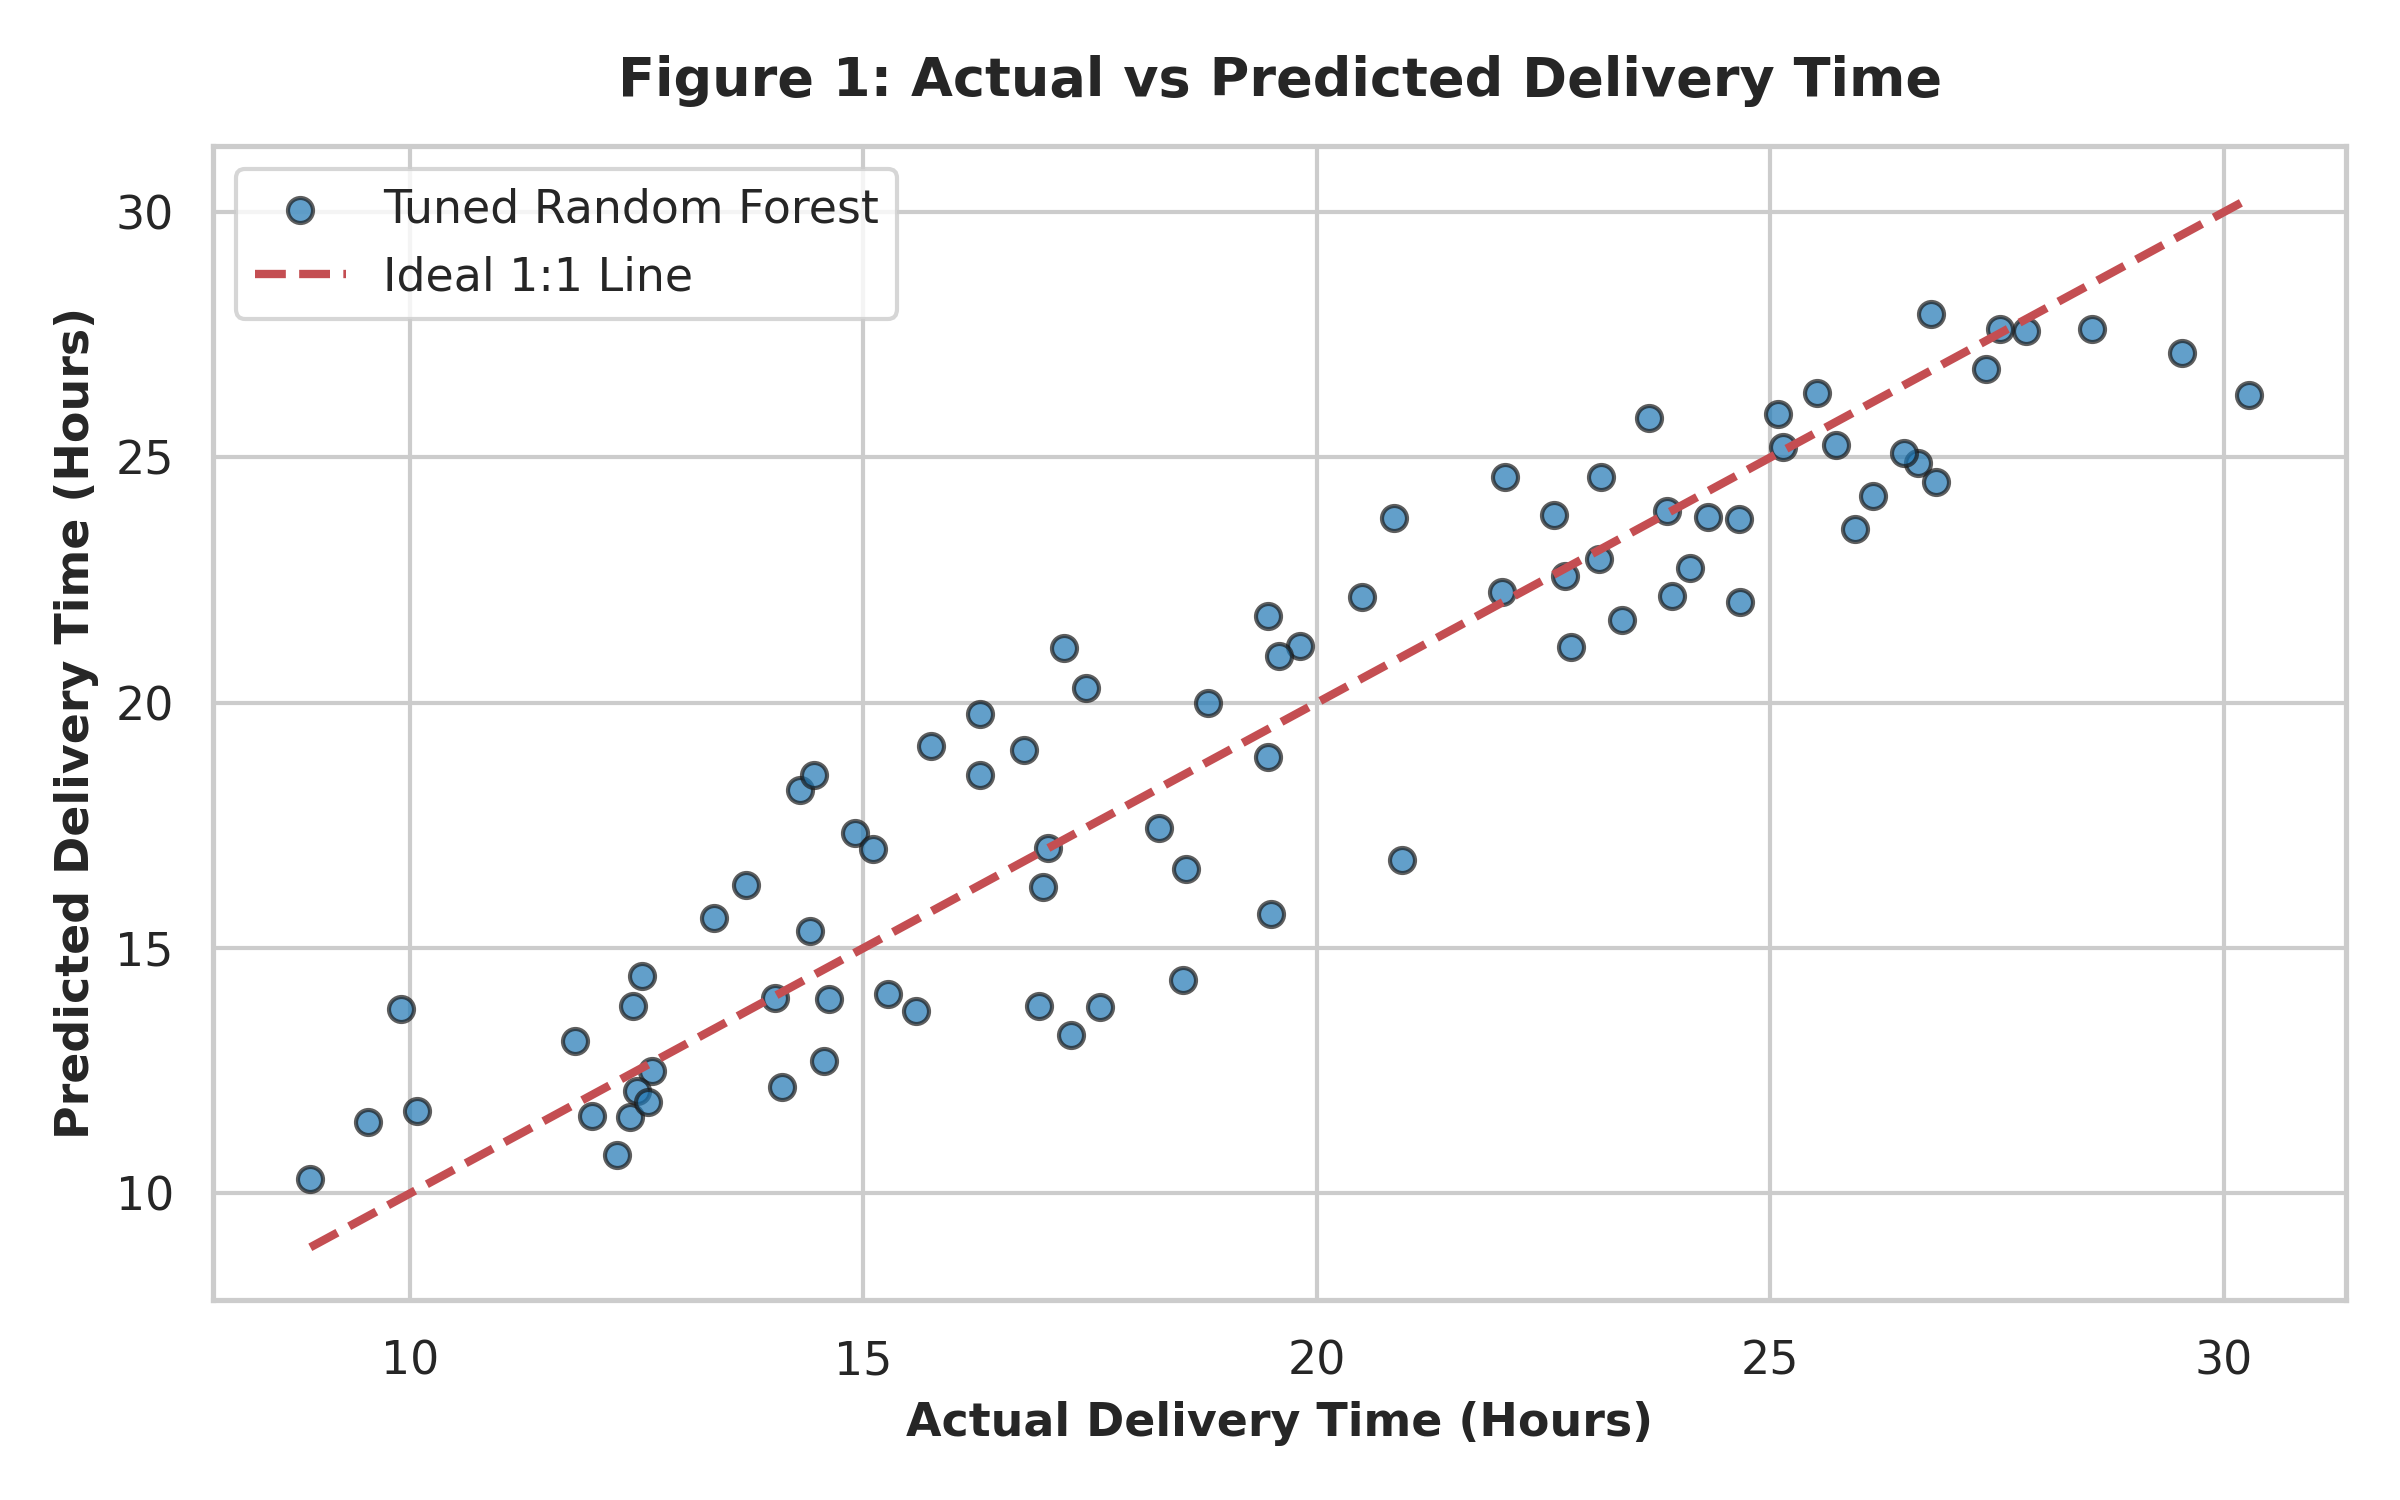 Figure 1: Actual vs Predicted Delivery Time
Tuned Random Forest
Ideal 1:1 Line
Predicted Delivery Time (Hours)
30
25
20
15
10
10 15 20 25 30
Actual Delivery Time (Hours)